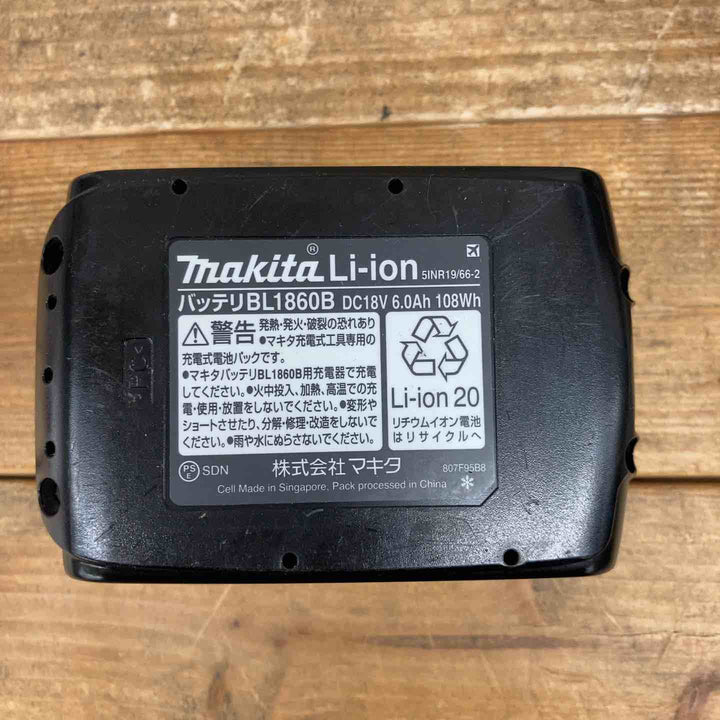 makita® Li-ion 5INR19/66-2
バッテリBL1860B DC18V 6.0Ah 108Wh
警告 発熱・発火・破裂の恐れあり
●マキタ充電式工具専用の
充電式電池パックです。
●マキタバッテリBL1860B用充電器で充電
してください。●火中投入、加熱、高温での充
電・使用・放置をしないでください。●変形や
ショートさせたり、分解・修理・改造をしないで
ください。●雨や水にぬらさないでください。
Li-ion 20
リチウムイオン電池
はリサイクルへ
PSE SDN 株式会社マキタ 807F95B8
Cell Made in Singapore, Pack processed in China *
>PC<